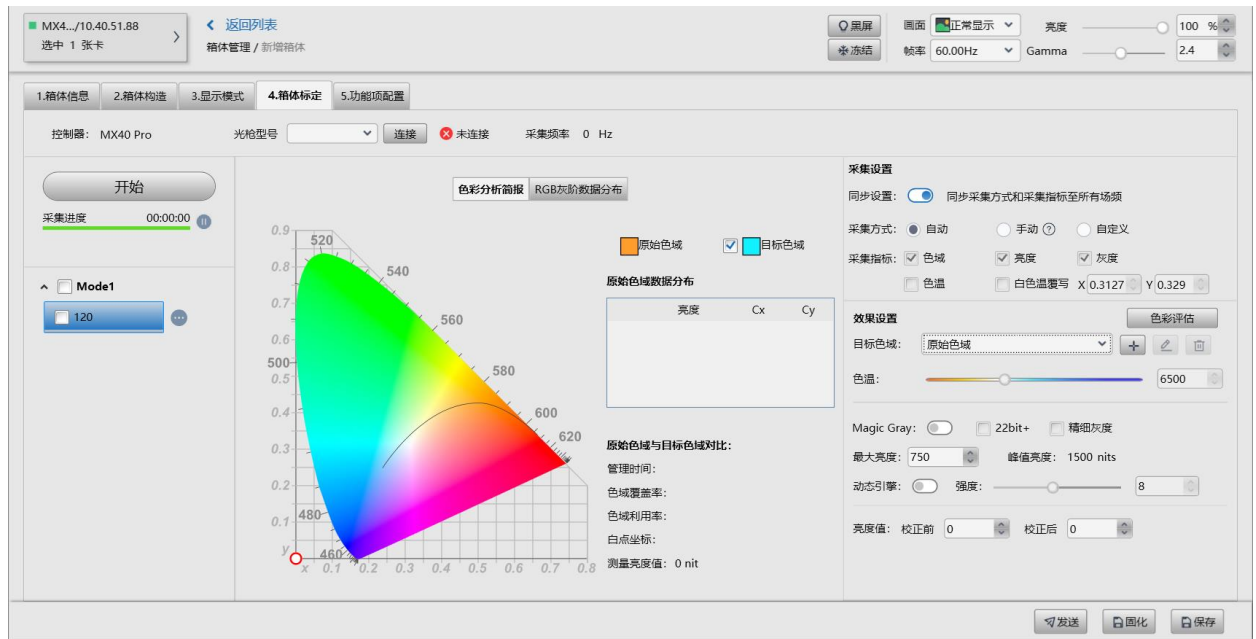 MX4.../10.40.51.88
选中 1 张卡
返回列表
箱体管理 / 新增箱体
黑屏 画面 正常显示 亮度 100 %
冻结 帧率 60.00Hz Gamma 2.4
1.箱体信息 2.箱体构造 3.显示模式 4.箱体标定 5.功能项配置
控制器: MX40 Pro 光枪型号 连接 未连接 采集频率 0 Hz
开始
采集进度 00:00:00
Mode1
120
色彩分析简报 RGB灰阶数据分布
0.9
0.8
0.7
0.6
0.5
0.4
0.3
0.2
0.1
y
x 0.1 0.2 0.3 0.4 0.5 0.6 0.7 0.8
520
540
560
580
600
620
500
480
460
原始色域 目标色域
原始色域数据分布
亮度 Cx Cy
原始色域与目标色域对比:
管理时间:
色域覆盖率:
色域利用率:
白点坐标:
测量亮度值: 0 nit
采集设置
同步设置: 同步采集方式和采集指标至所有场频
采集方式: 自动 手动 ? 自定义
采集指标: 色域 亮度 灰度
色温 白色温覆写 X 0.3127 Y 0.329
效果设置 色彩评估
目标色域: 原始色域
色温: 6500
Magic Gray: 22bit+ 精细灰度
最大亮度: 750 峰值亮度: 1500 nits
动态引擎: 强度: 8
亮度值: 校正前 0 校正后 0
发送 固化 保存